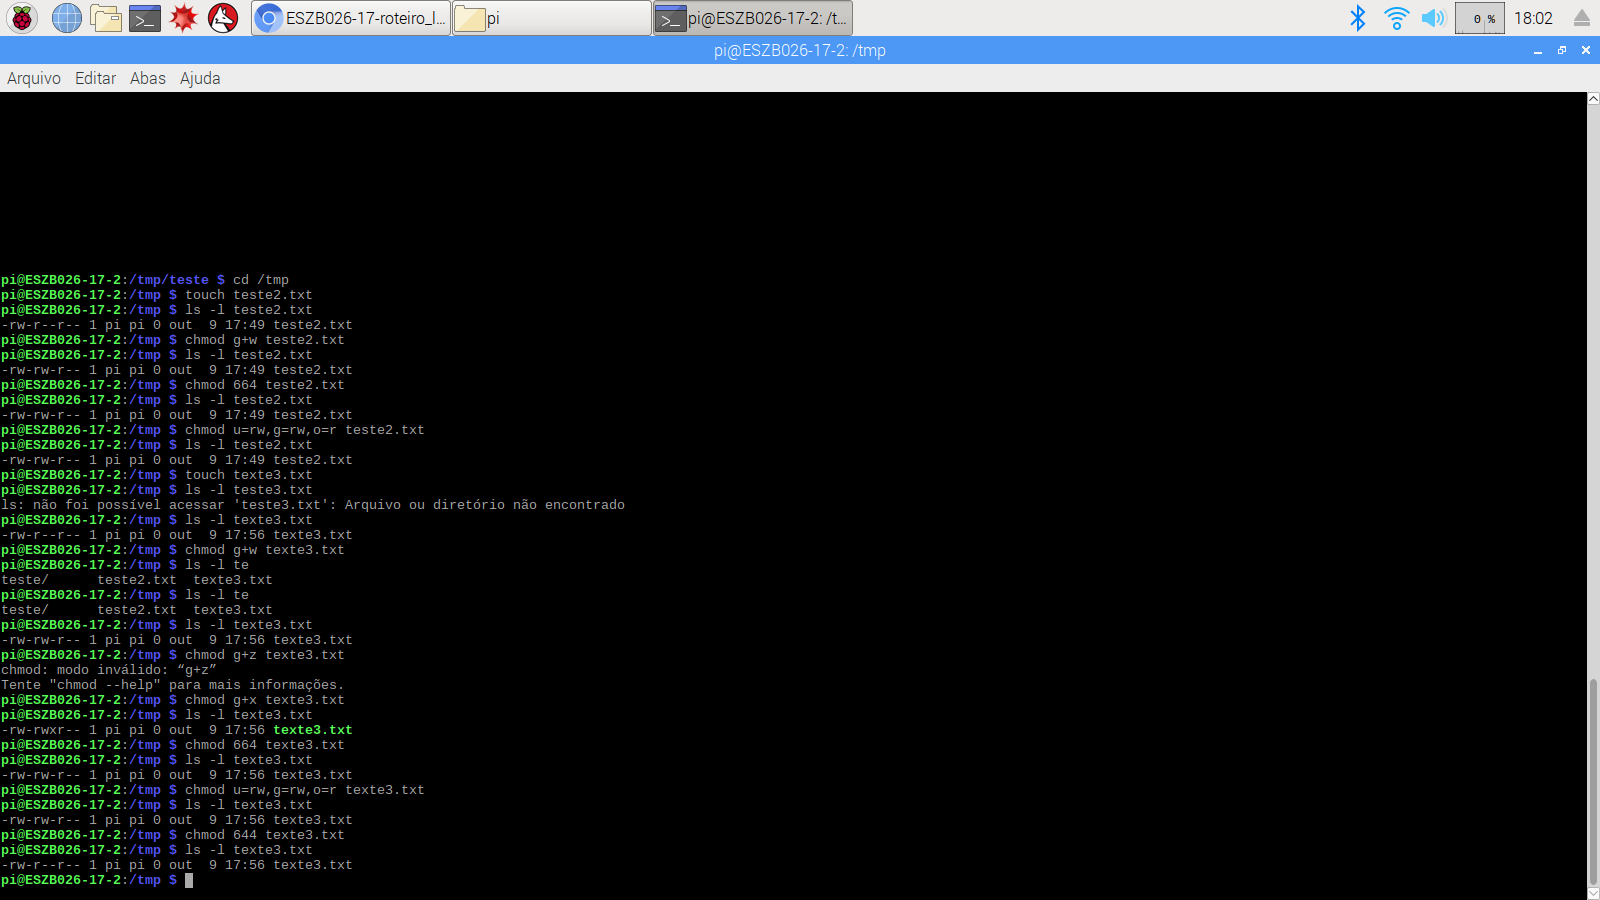 ESZB026-17-roteiro_l...
pi
pi@ESZB026-17-2: /t...
0 %
18:02
pi@ESZB026-17-2: /tmp
Arquivo Editar Abas Ajuda
pi@ESZB026-17-2:/tmp/teste $ cd /tmp
pi@ESZB026-17-2:/tmp $ touch teste2.txt
pi@ESZB026-17-2:/tmp $ ls -l teste2.txt
-rw-r--r-- 1 pi pi 0 out  9 17:49 teste2.txt
pi@ESZB026-17-2:/tmp $ chmod g+w teste2.txt
pi@ESZB026-17-2:/tmp $ ls -l teste2.txt
-rw-rw-r-- 1 pi pi 0 out  9 17:49 teste2.txt
pi@ESZB026-17-2:/tmp $ chmod 664 teste2.txt
pi@ESZB026-17-2:/tmp $ ls -l teste2.txt
-rw-rw-r-- 1 pi pi 0 out  9 17:49 teste2.txt
pi@ESZB026-17-2:/tmp $ chmod u=rw,g=rw,o=r teste2.txt
pi@ESZB026-17-2:/tmp $ ls -l teste2.txt
-rw-rw-r-- 1 pi pi 0 out  9 17:49 teste2.txt
pi@ESZB026-17-2:/tmp $ touch texte3.txt
pi@ESZB026-17-2:/tmp $ ls -l teste3.txt
ls: não foi possível acessar 'teste3.txt': Arquivo ou diretório não encontrado
pi@ESZB026-17-2:/tmp $ ls -l texte3.txt
-rw-r--r-- 1 pi pi 0 out  9 17:56 texte3.txt
pi@ESZB026-17-2:/tmp $ chmod g+w texte3.txt
pi@ESZB026-17-2:/tmp $ ls -l te
teste/      teste2.txt  texte3.txt
pi@ESZB026-17-2:/tmp $ ls -l te
teste/      teste2.txt  texte3.txt
pi@ESZB026-17-2:/tmp $ ls -l texte3.txt
-rw-rw-r-- 1 pi pi 0 out  9 17:56 texte3.txt
pi@ESZB026-17-2:/tmp $ chmod g+z texte3.txt
chmod: modo inválido: “g+z”
Tente "chmod --help" para mais informações.
pi@ESZB026-17-2:/tmp $ chmod g+x texte3.txt
pi@ESZB026-17-2:/tmp $ ls -l texte3.txt
-rw-rwxr-- 1 pi pi 0 out  9 17:56 texte3.txt
pi@ESZB026-17-2:/tmp $ chmod 664 texte3.txt
pi@ESZB026-17-2:/tmp $ ls -l texte3.txt
-rw-rw-r-- 1 pi pi 0 out  9 17:56 texte3.txt
pi@ESZB026-17-2:/tmp $ chmod u=rw,g=rw,o=r texte3.txt
pi@ESZB026-17-2:/tmp $ ls -l texte3.txt
-rw-rw-r-- 1 pi pi 0 out  9 17:56 texte3.txt
pi@ESZB026-17-2:/tmp $ chmod 644 texte3.txt
pi@ESZB026-17-2:/tmp $ ls -l texte3.txt
-rw-r--r-- 1 pi pi 0 out  9 17:56 texte3.txt
pi@ESZB026-17-2:/tmp $